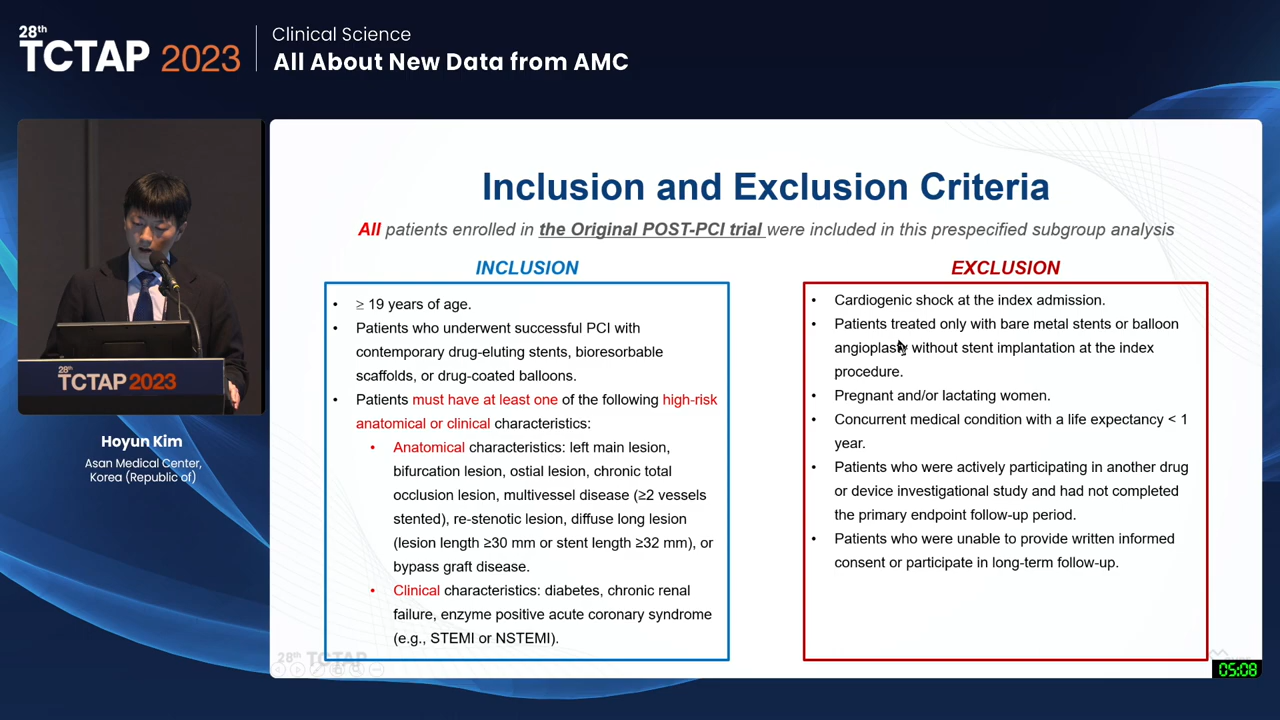 28th
TCTAP 2023
Clinical Science
All About New Data from AMC
TCTAP 2023
Hoyun Kim
Asan Medical Center,
Korea (Republic of)
Inclusion and Exclusion Criteria
All patients enrolled in the Original POST-PCI trial were included in this prespecified subgroup analysis
INCLUSION
• ≥ 19 years of age.
• Patients who underwent successful PCI with
contemporary drug-eluting stents, bioresorbable
scaffolds, or drug-coated balloons.
• Patients must have at least one of the following high-risk
anatomical or clinical characteristics:
• Anatomical characteristics: left main lesion,
bifurcation lesion, ostial lesion, chronic total
occlusion lesion, multivessel disease (≥2 vessels
stented), re-stenotic lesion, diffuse long lesion
(lesion length ≥30 mm or stent length ≥32 mm), or
bypass graft disease.
• Clinical characteristics: diabetes, chronic renal
failure, enzyme positive acute coronary syndrome
(e.g., STEMI or NSTEMI).
28th TCTAP
EXCLUSION
• Cardiogenic shock at the index admission.
• Patients treated only with bare metal stents or balloon
angioplasty without stent implantation at the index
procedure.
• Pregnant and/or lactating women.
• Concurrent medical condition with a life expectancy < 1
year.
• Patients who were actively participating in another drug
or device investigational study and had not completed
the primary endpoint follow-up period.
• Patients who were unable to provide written informed
consent or participate in long-term follow-up.
05:08